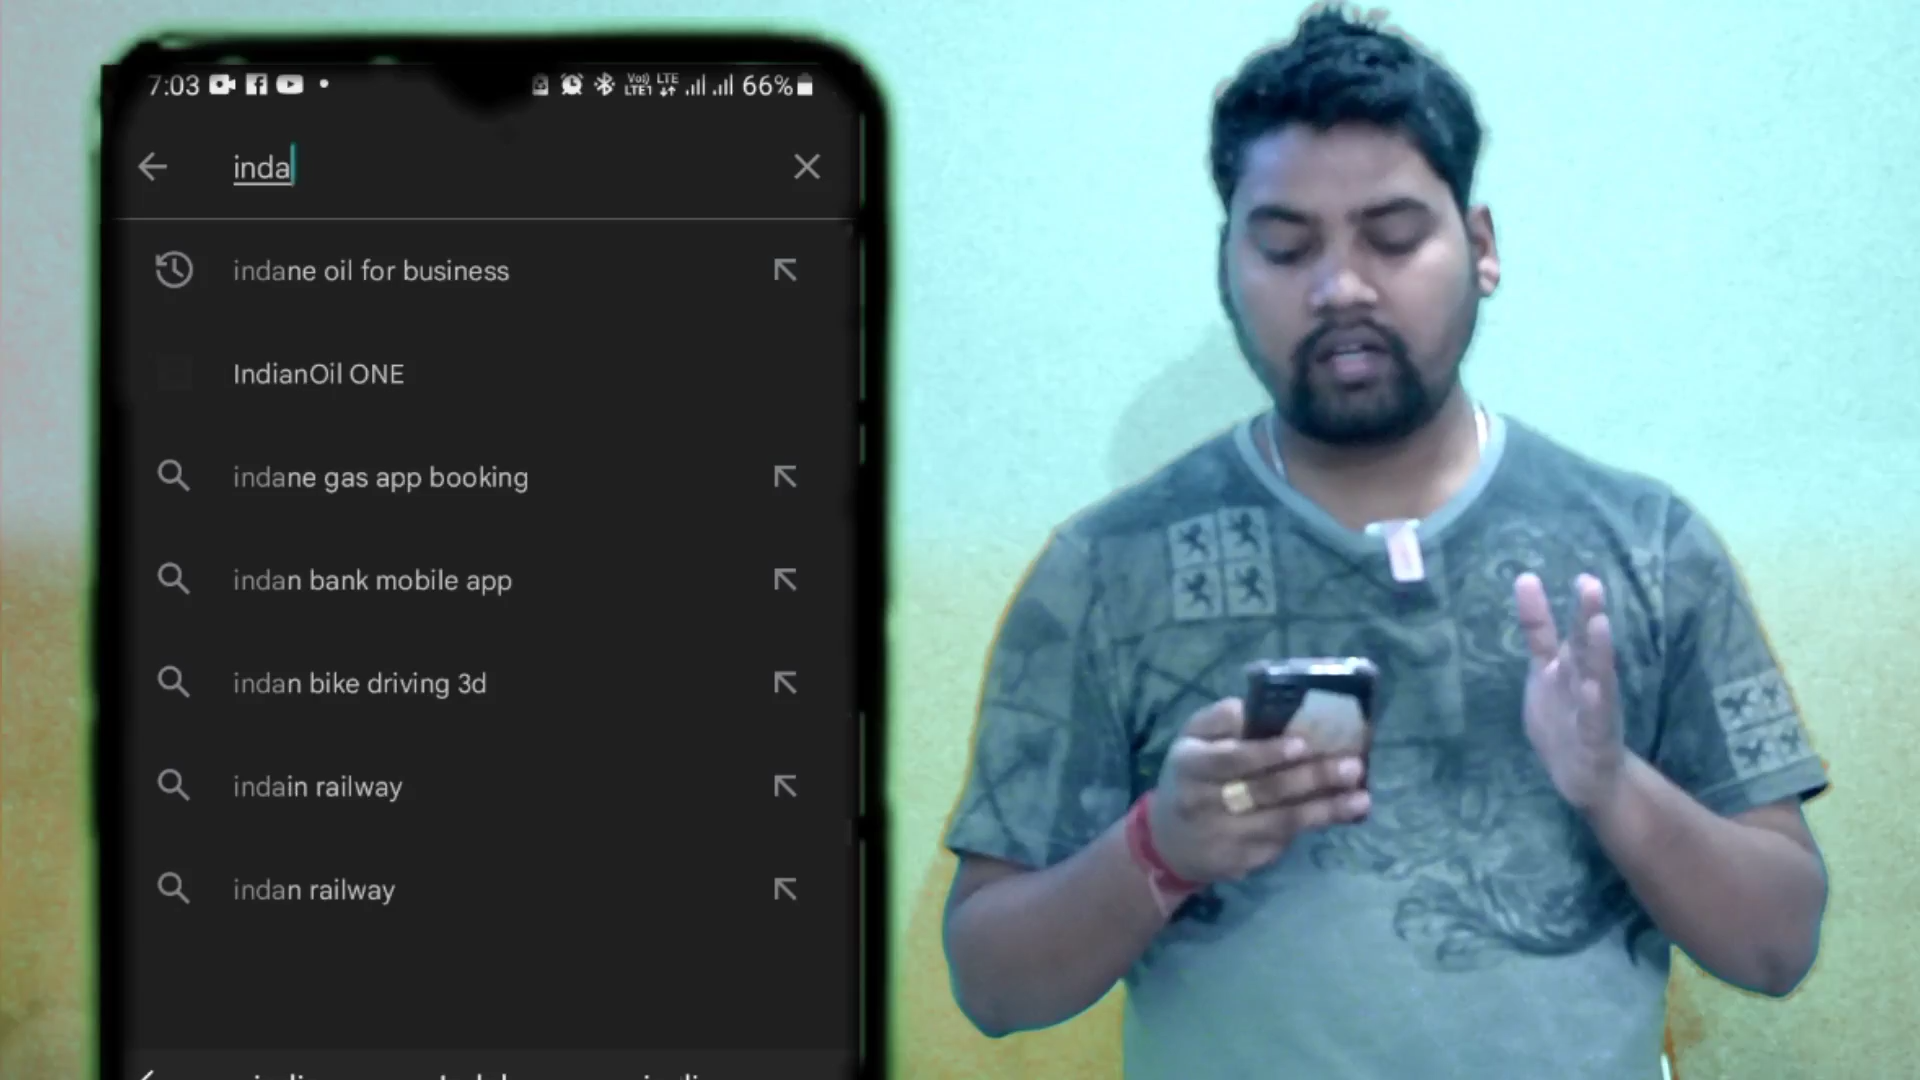 7:03 66%
inda
indane oil for business
IndianOil ONE
indane gas app booking
indan bank mobile app
indan bike driving 3d
indain railway
indan railway